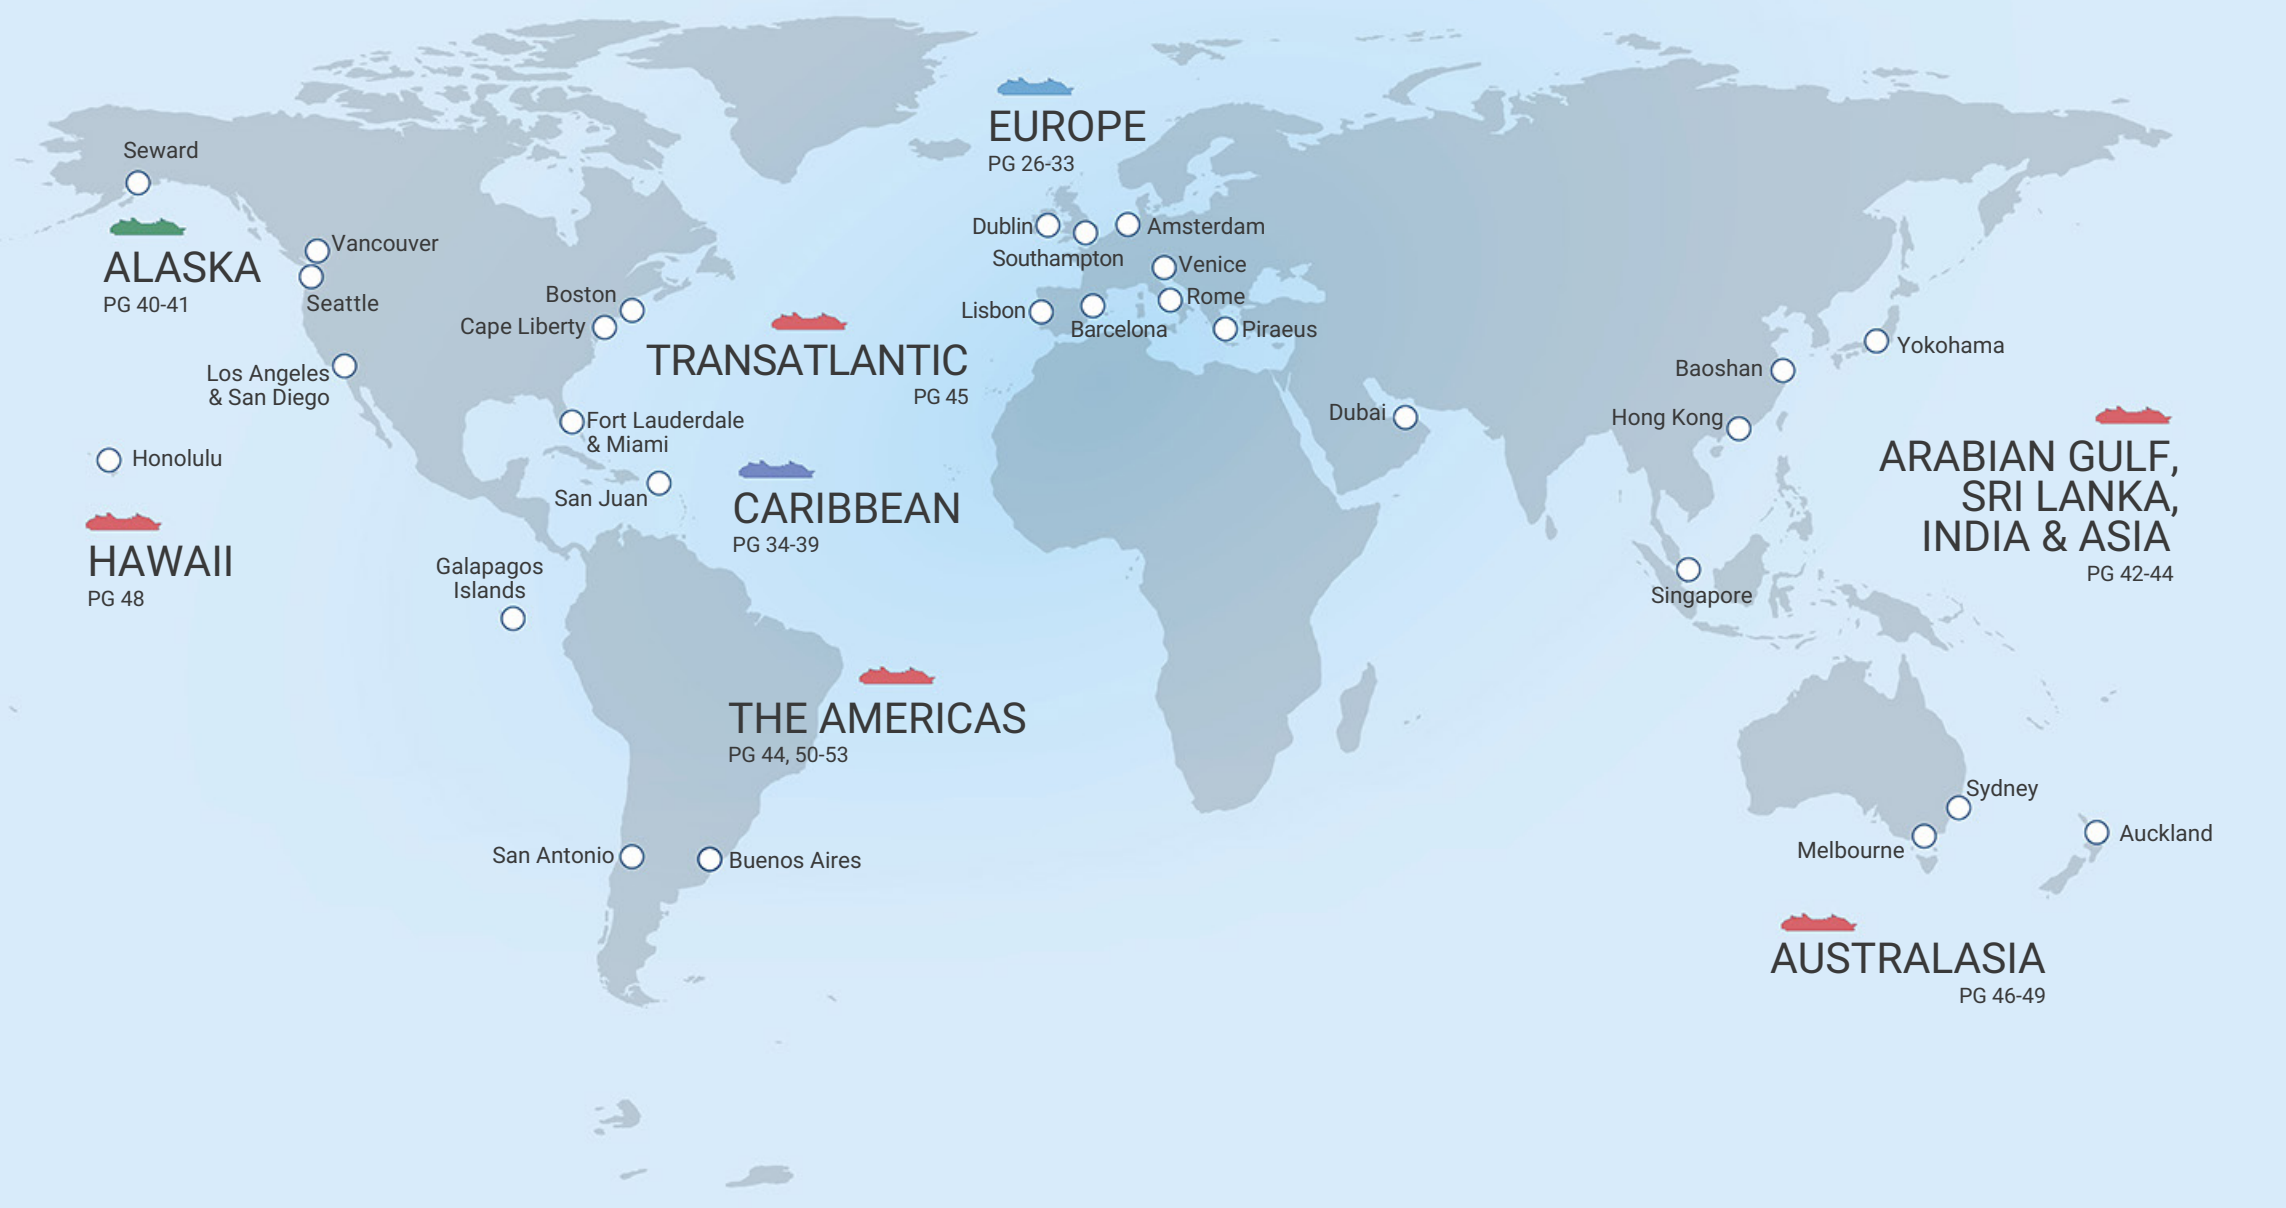 EUROPE
PG 26-33
Seward
ALASKA
PG 40-41
Vancouver
Seattle
Boston
Cape Liberty
Los Angeles
& San Diego
Fort Lauderdale
& Miami
Honolulu
San Juan
HAWAII
PG 48
Galapagos
Islands
TRANSATLANTIC
PG 45
CARIBBEAN
PG 34-39
THE AMERICAS
PG 44, 50-53
San Antonio
Buenos Aires
Dublin
Southampton
Amsterdam
Venice
Lisbon
Barcelona
Rome
Piraeus
Dubai
Baoshan
Yokohama
Hong Kong
Singapore
ARABIAN GULF,
SRI LANKA,
INDIA & ASIA
PG 42-44
Sydney
Melbourne
Auckland
AUSTRALASIA
PG 46-49